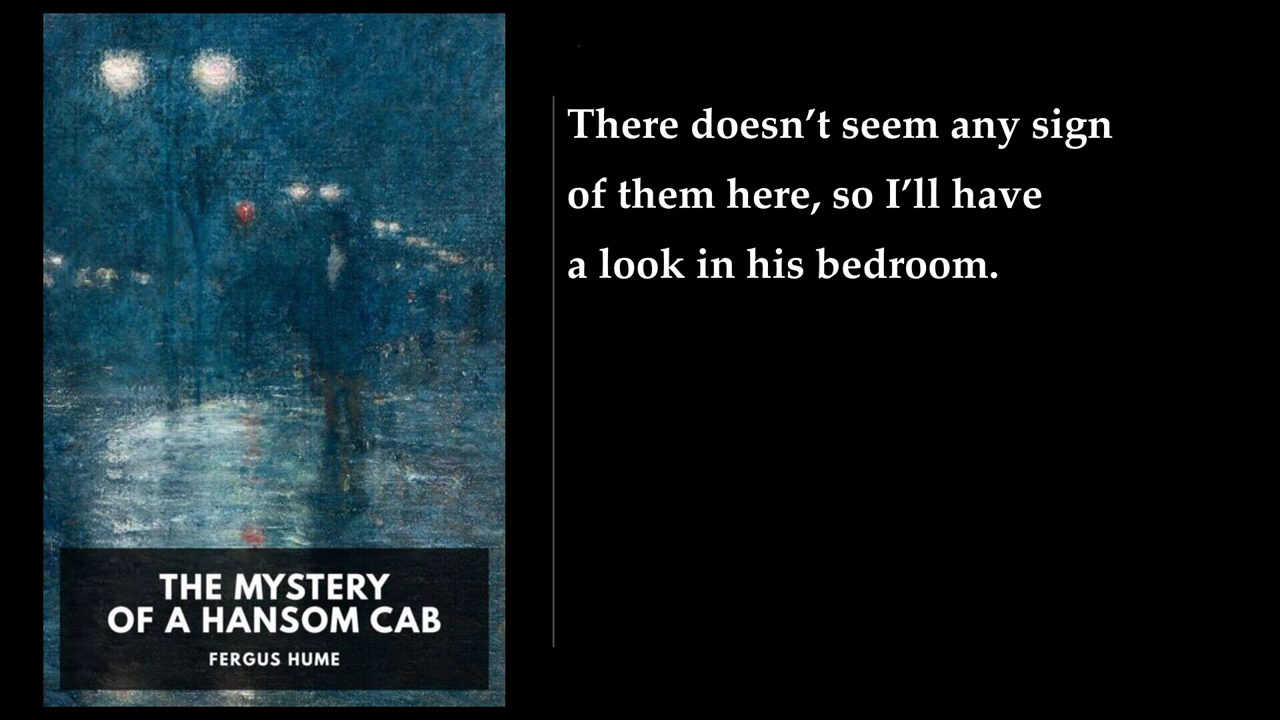 There doesn’t seem any sign
of them here, so I’ll have
a look in his bedroom.
THE MYSTERY
OF A HANSOM CAB
FERGUS HUME